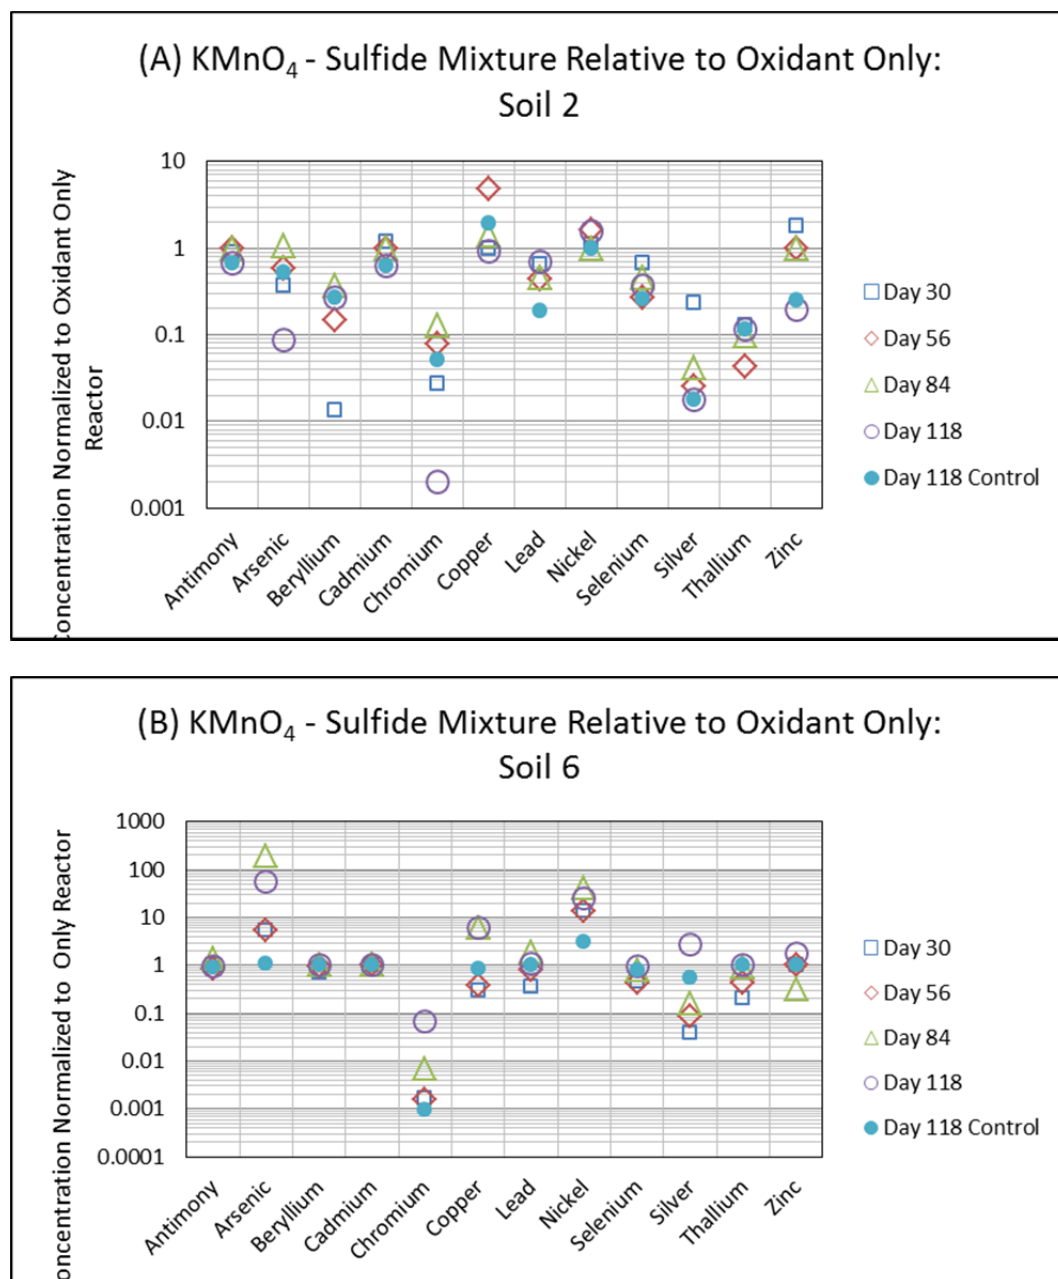 (A) KMnO₄ - Sulfide Mixture Relative to Oxidant Only:
Soil 2
Concentration Normalized to Oxidant Only
Reactor
10
1
0.1
0.01
0.001
Antimony
Arsenic
Beryllium
Cadmium
Chromium
Copper
Lead
Nickel
Selenium
Silver
Thallium
Zinc
Day 30
Day 56
Day 84
Day 118
Day 118 Control
(B) KMnO₄ - Sulfide Mixture Relative to Oxidant Only:
Soil 6
oncentration Normalized to Only Reactor
1000
100
10
1
0.1
0.01
0.001
0.0001
Antimony
Arsenic
Beryllium
Cadmium
Chromium
Copper
Lead
Nickel
Selenium
Silver
Thallium
Zinc
Day 30
Day 56
Day 84
Day 118
Day 118 Control